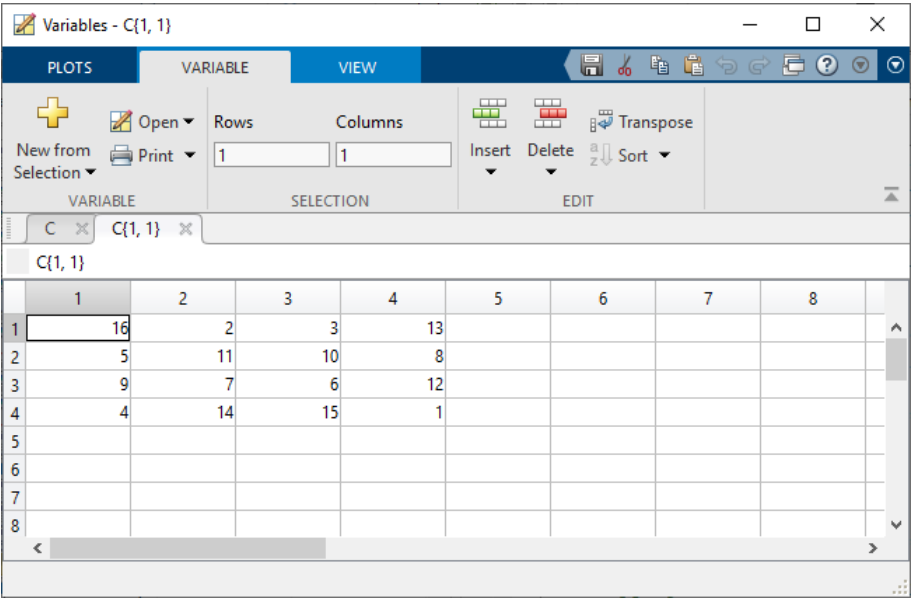 Variables - C{1, 1}
PLOTS VARIABLE VIEW
New from Selection
Open
Print
VARIABLE
Rows Columns
1 1
SELECTION
Insert Delete Transpose
Sort
EDIT
C C{1, 1}
C{1, 1}
1 2 3 4 5 6 7 8
1 16 2 3 13
2 5 11 10 8
3 9 7 6 12
4 4 14 15 1
5
6
7
8